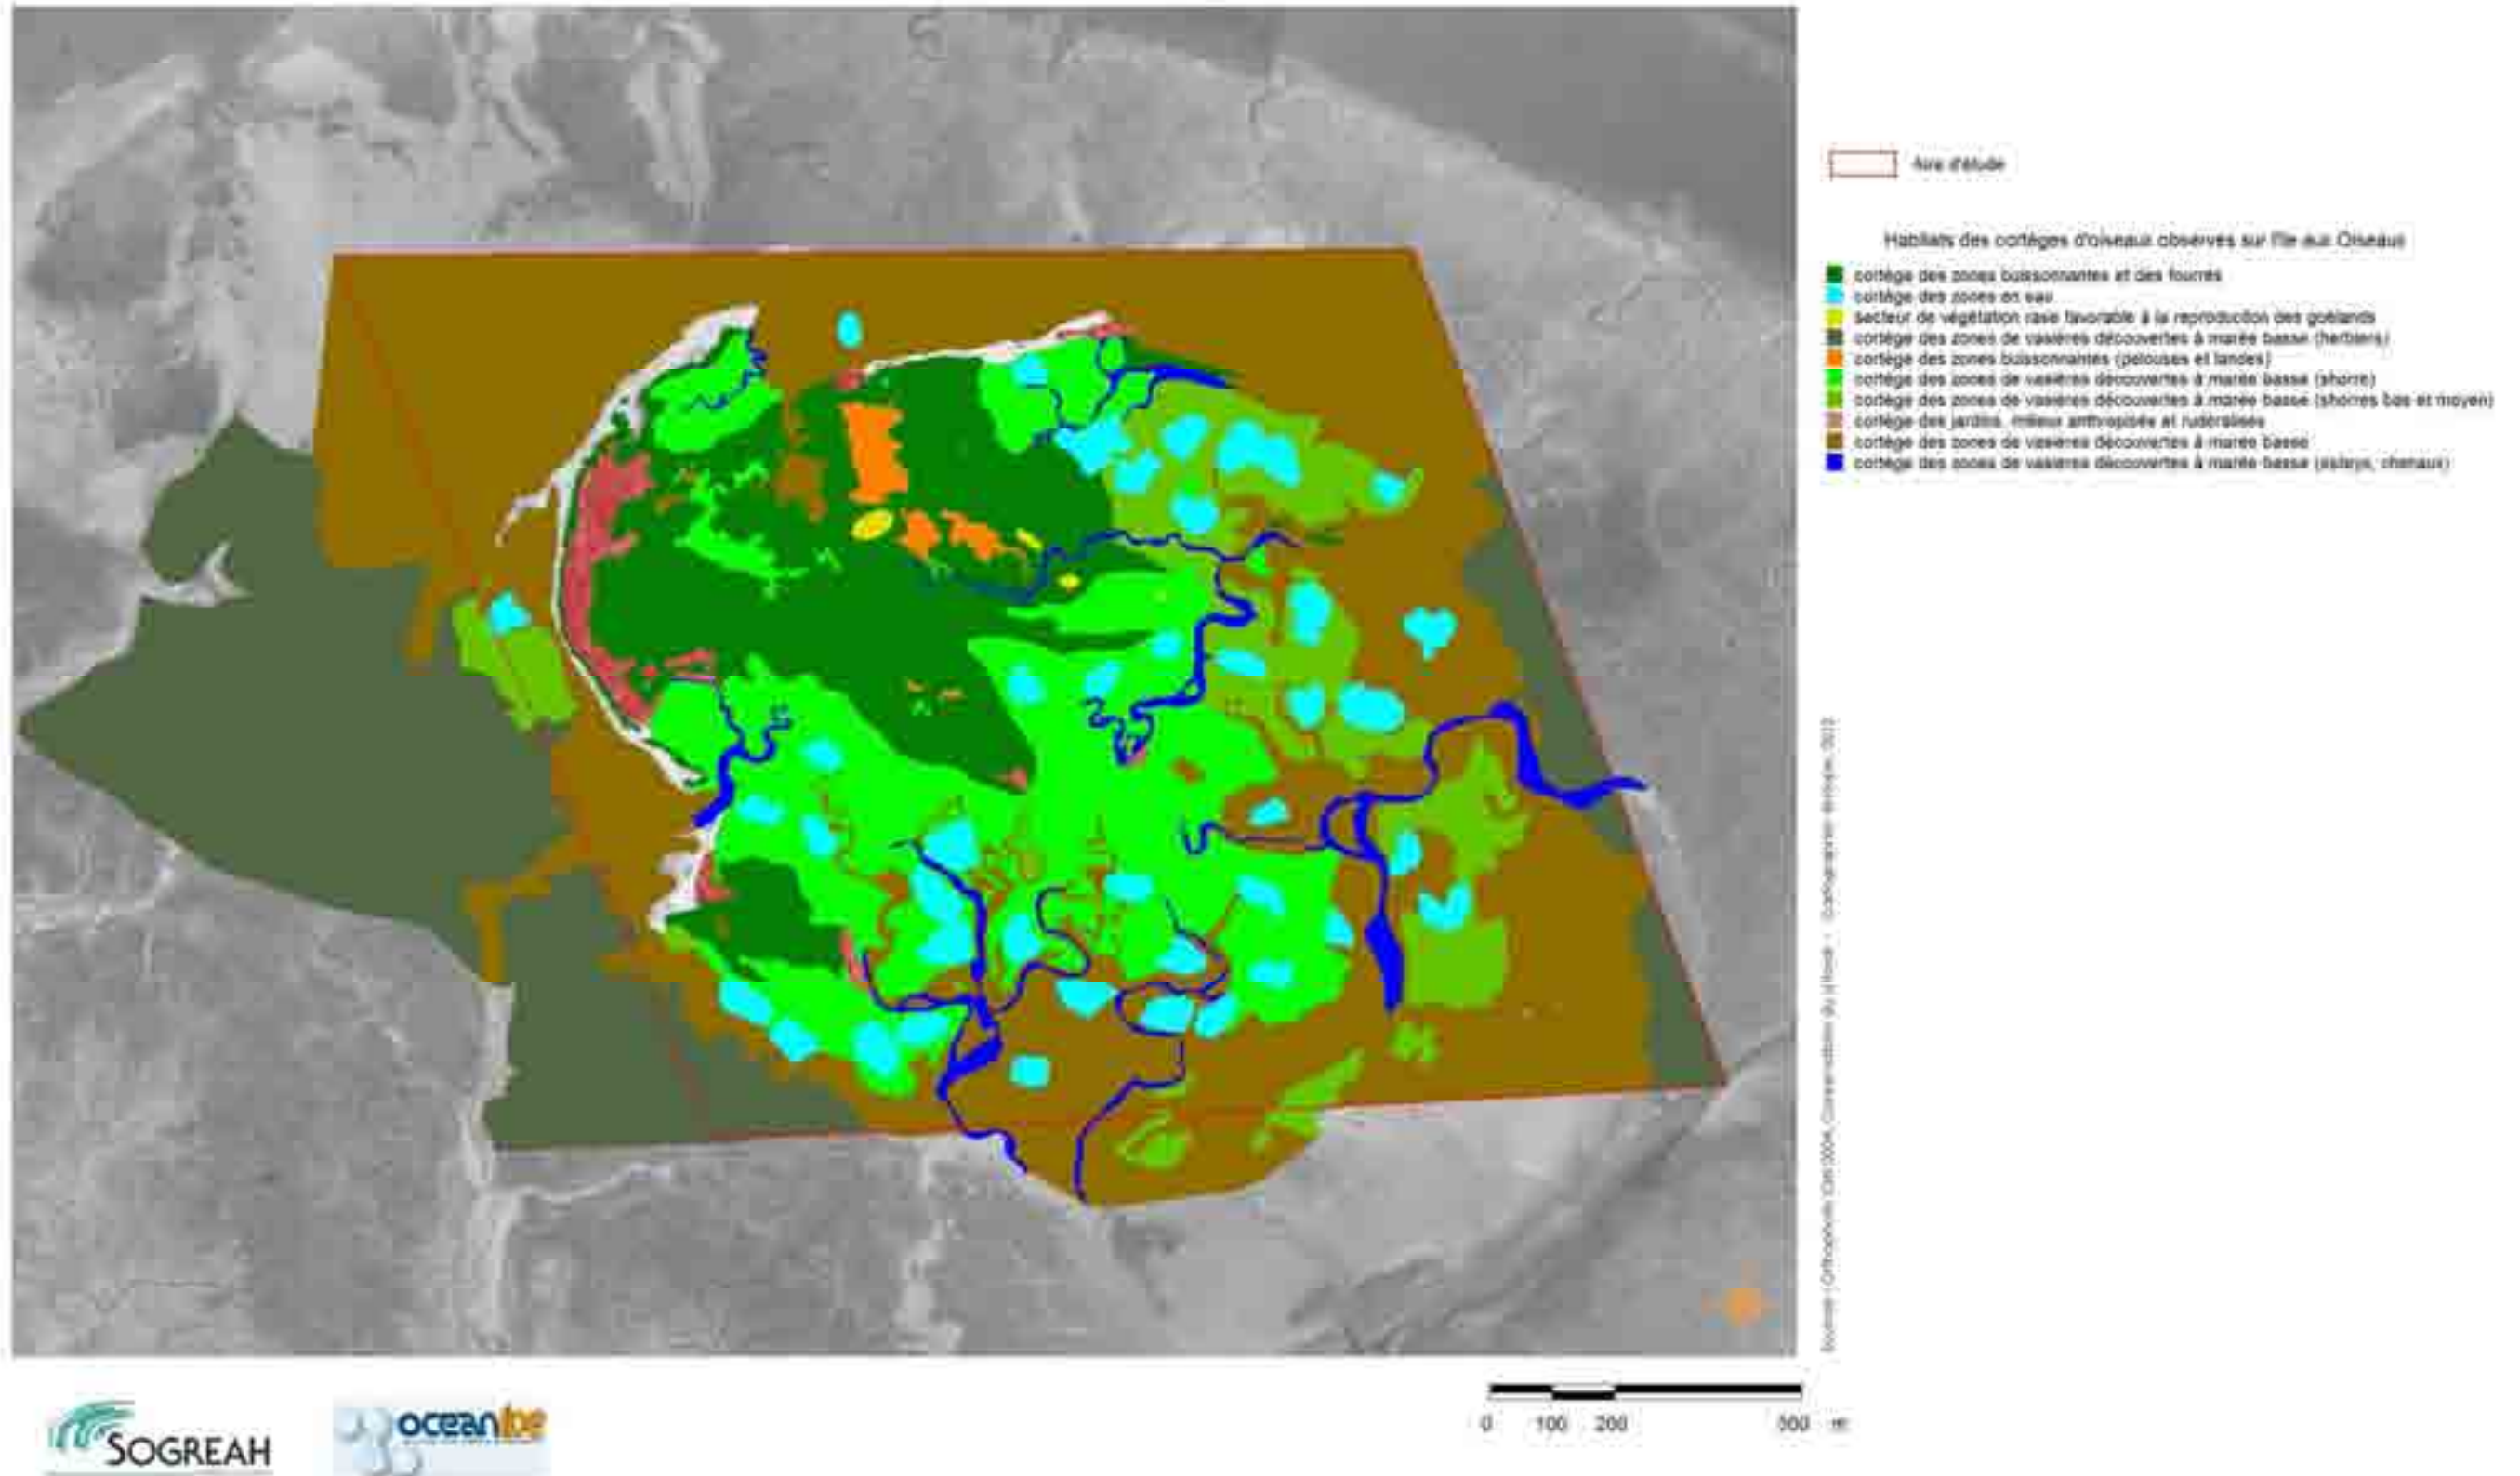 Aire d'étude
Habitats des cortèges d'oiseaux observés sur l'île aux Oiseaux
cortège des zones buissonnantes et des fourrés
cortège des zones en eau
secteur de végétation rase favorable à la reproduction des goélands
cortège des zones de vasières découvertes à marée basse (herbiers)
cortège des zones buissonnantes (pelouses et landes)
cortège des zones de vasières découvertes à marée basse (shorre)
cortège des zones de vasières découvertes à marée basse (shorres bas et moyen)
cortège des jardins, milieux anthropisés et rudéralisés
cortège des zones de vasières découvertes à marée basse
cortège des zones de vasières découvertes à marée basse (esteys, chenaux)
Conservatoire du littoral -
0 100 200 500 m
SOGREAH
oceanide